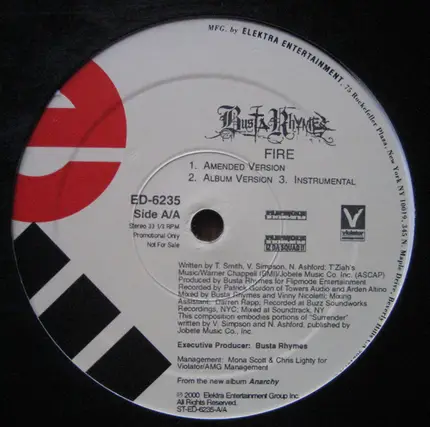 MFG. by ELEKTRA ENTERTAINMENT, 75 Rockefeller Plaza, New York NY 10019, 345 N. Maple Drive, Beverly Hills
BUSTA RHYMES
FIRE
1. AMENDED VERSION
2. ALBUM VERSION 3. INSTRUMENTAL
ED-6235
Side A/A
Stereo 33 1/3 RPM
Promotional Only
Not For Sale
Written by T. Smith, V. Simpson, N. Ashford; T'Ziah's
Music/Warner Chappell (BMI)/Jobete Music Co. Inc. (ASCAP)
Produced by Busta Rhymes for Flipmode Entertainment
Recorded by Patrick Gordon of Towers Audio and Arden Altino
Mixed by Busta Rhymes and Vinny Nicoletti; Mixing
Assistant: Darren Rapp; Recorded at Buzz Soundworks
Recordings, NYC; Mixed at Soundtrack, NY
This composition embodies portions of "Surrender"
written by V. Simpson and N. Ashford, published by
Jobete Music Co., Inc.
Executive Producer: Busta Rhymes
Management: Mona Scott & Chris Lighty for
Violator/AMG Management
From the new album Anarchy
℗ 2000 Elektra Entertainment Group Inc.
All Rights Reserved.
ST-ED-6235-A/A